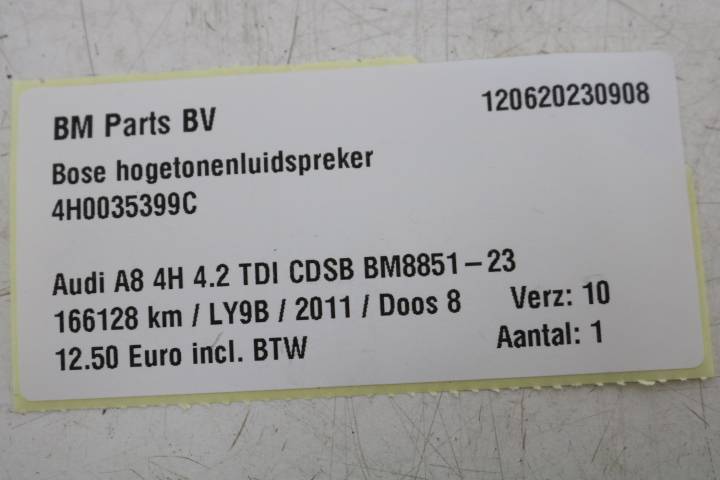 BM Parts BV 120620230908
Bose hogetonenluidspreker
4H0035399C
Audi A8 4H 4.2 TDI CDSB BM8851-23
166128 km / LY9B / 2011 / Doos 8 Verz: 10
12.50 Euro incl. BTW Aantal: 1